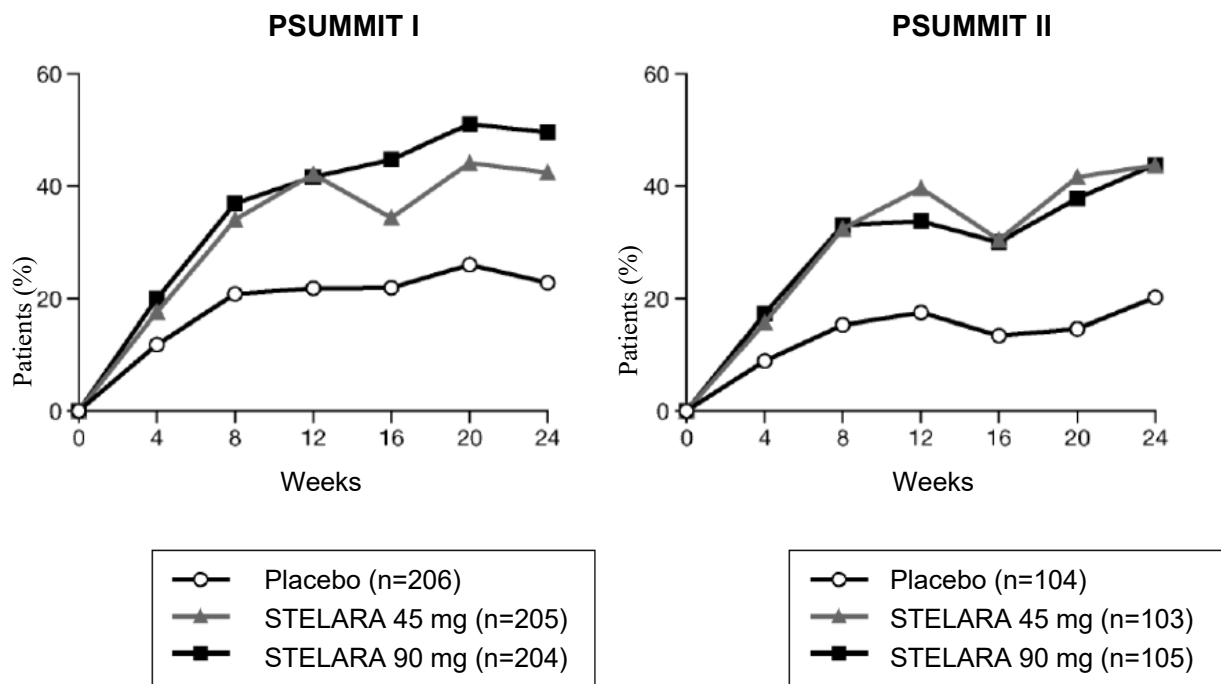 PSUMMIT I
PSUMMIT II
60
40
20
0
Patients (%)
0 4 8 12 16 20 24
Weeks
60
40
20
0
Patients (%)
0 4 8 12 16 20 24
Weeks
Placebo (n=206)
STELARA 45 mg (n=205)
STELARA 90 mg (n=204)
Placebo (n=104)
STELARA 45 mg (n=103)
STELARA 90 mg (n=105)